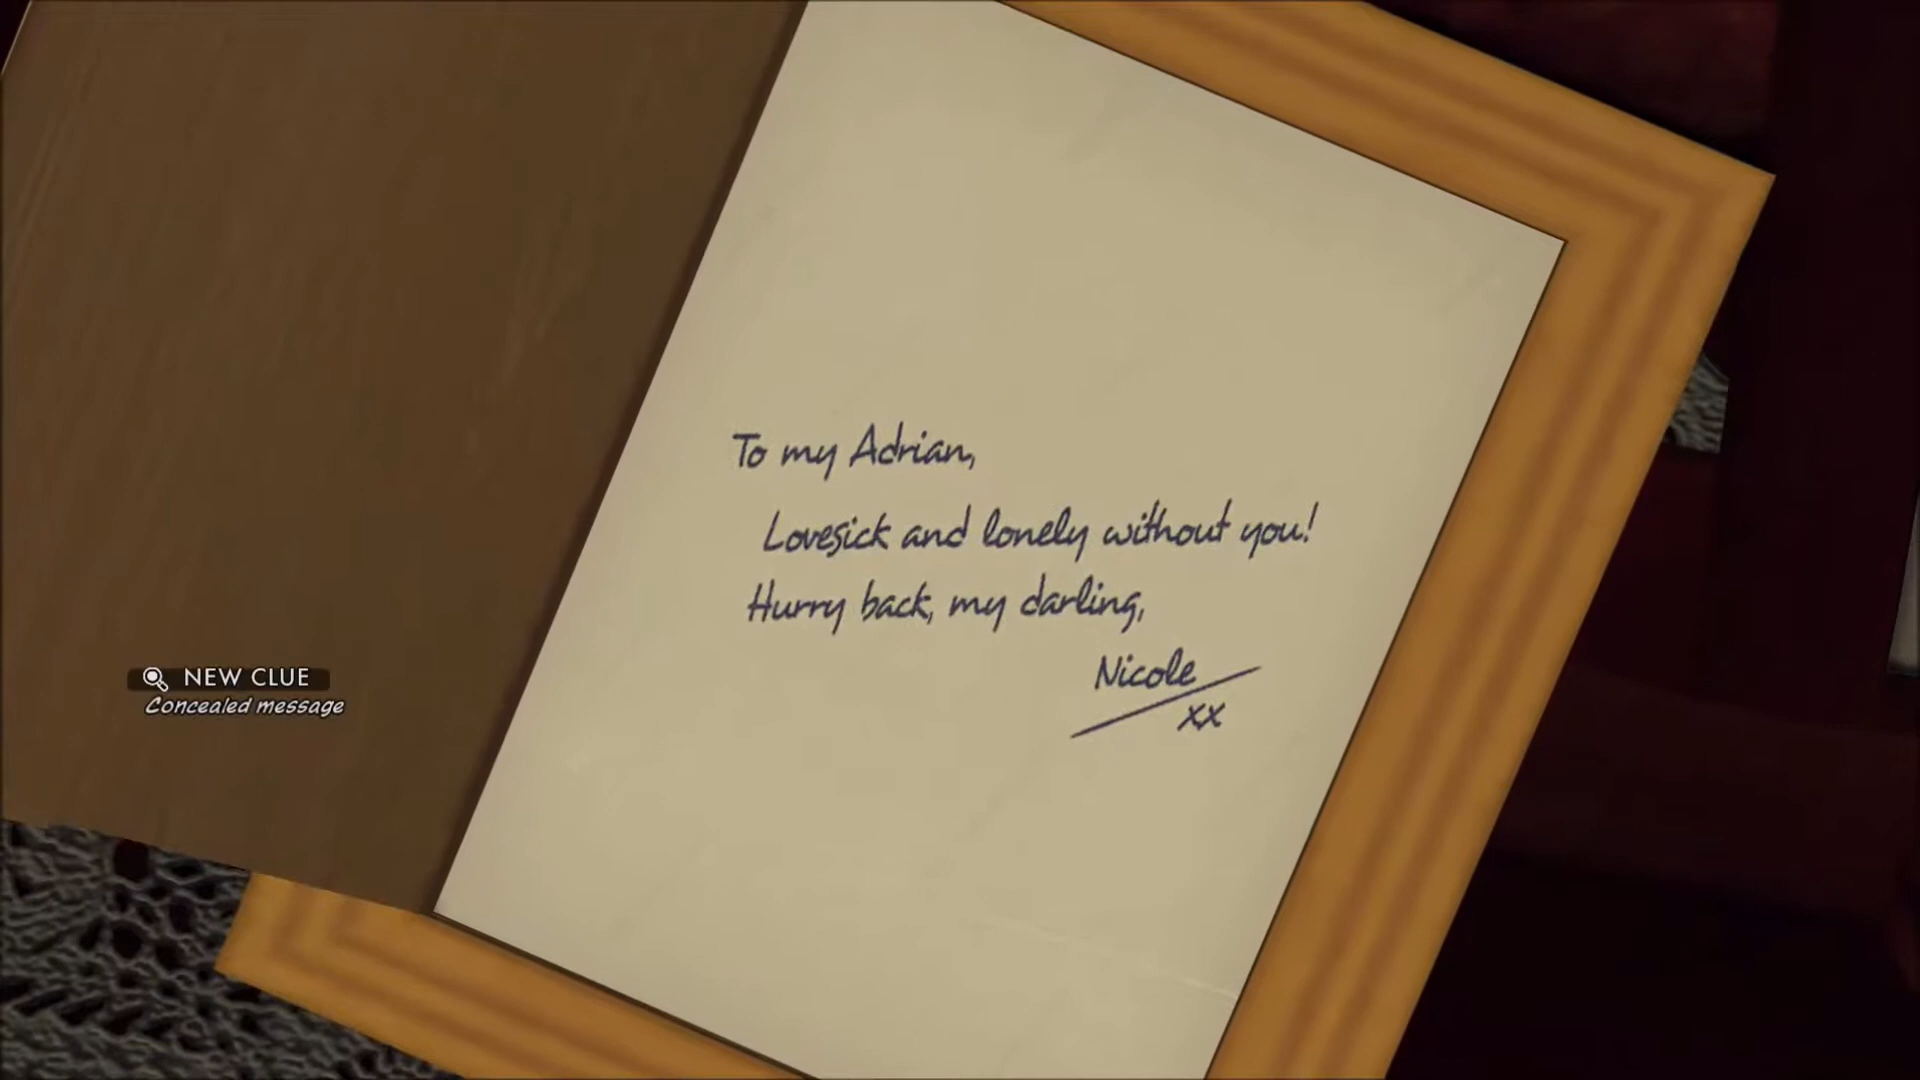 To my Adrian,
Lovesick and lonely without you!
Hurry back, my darling,
Nicole
xx
NEW CLUE
Concealed message